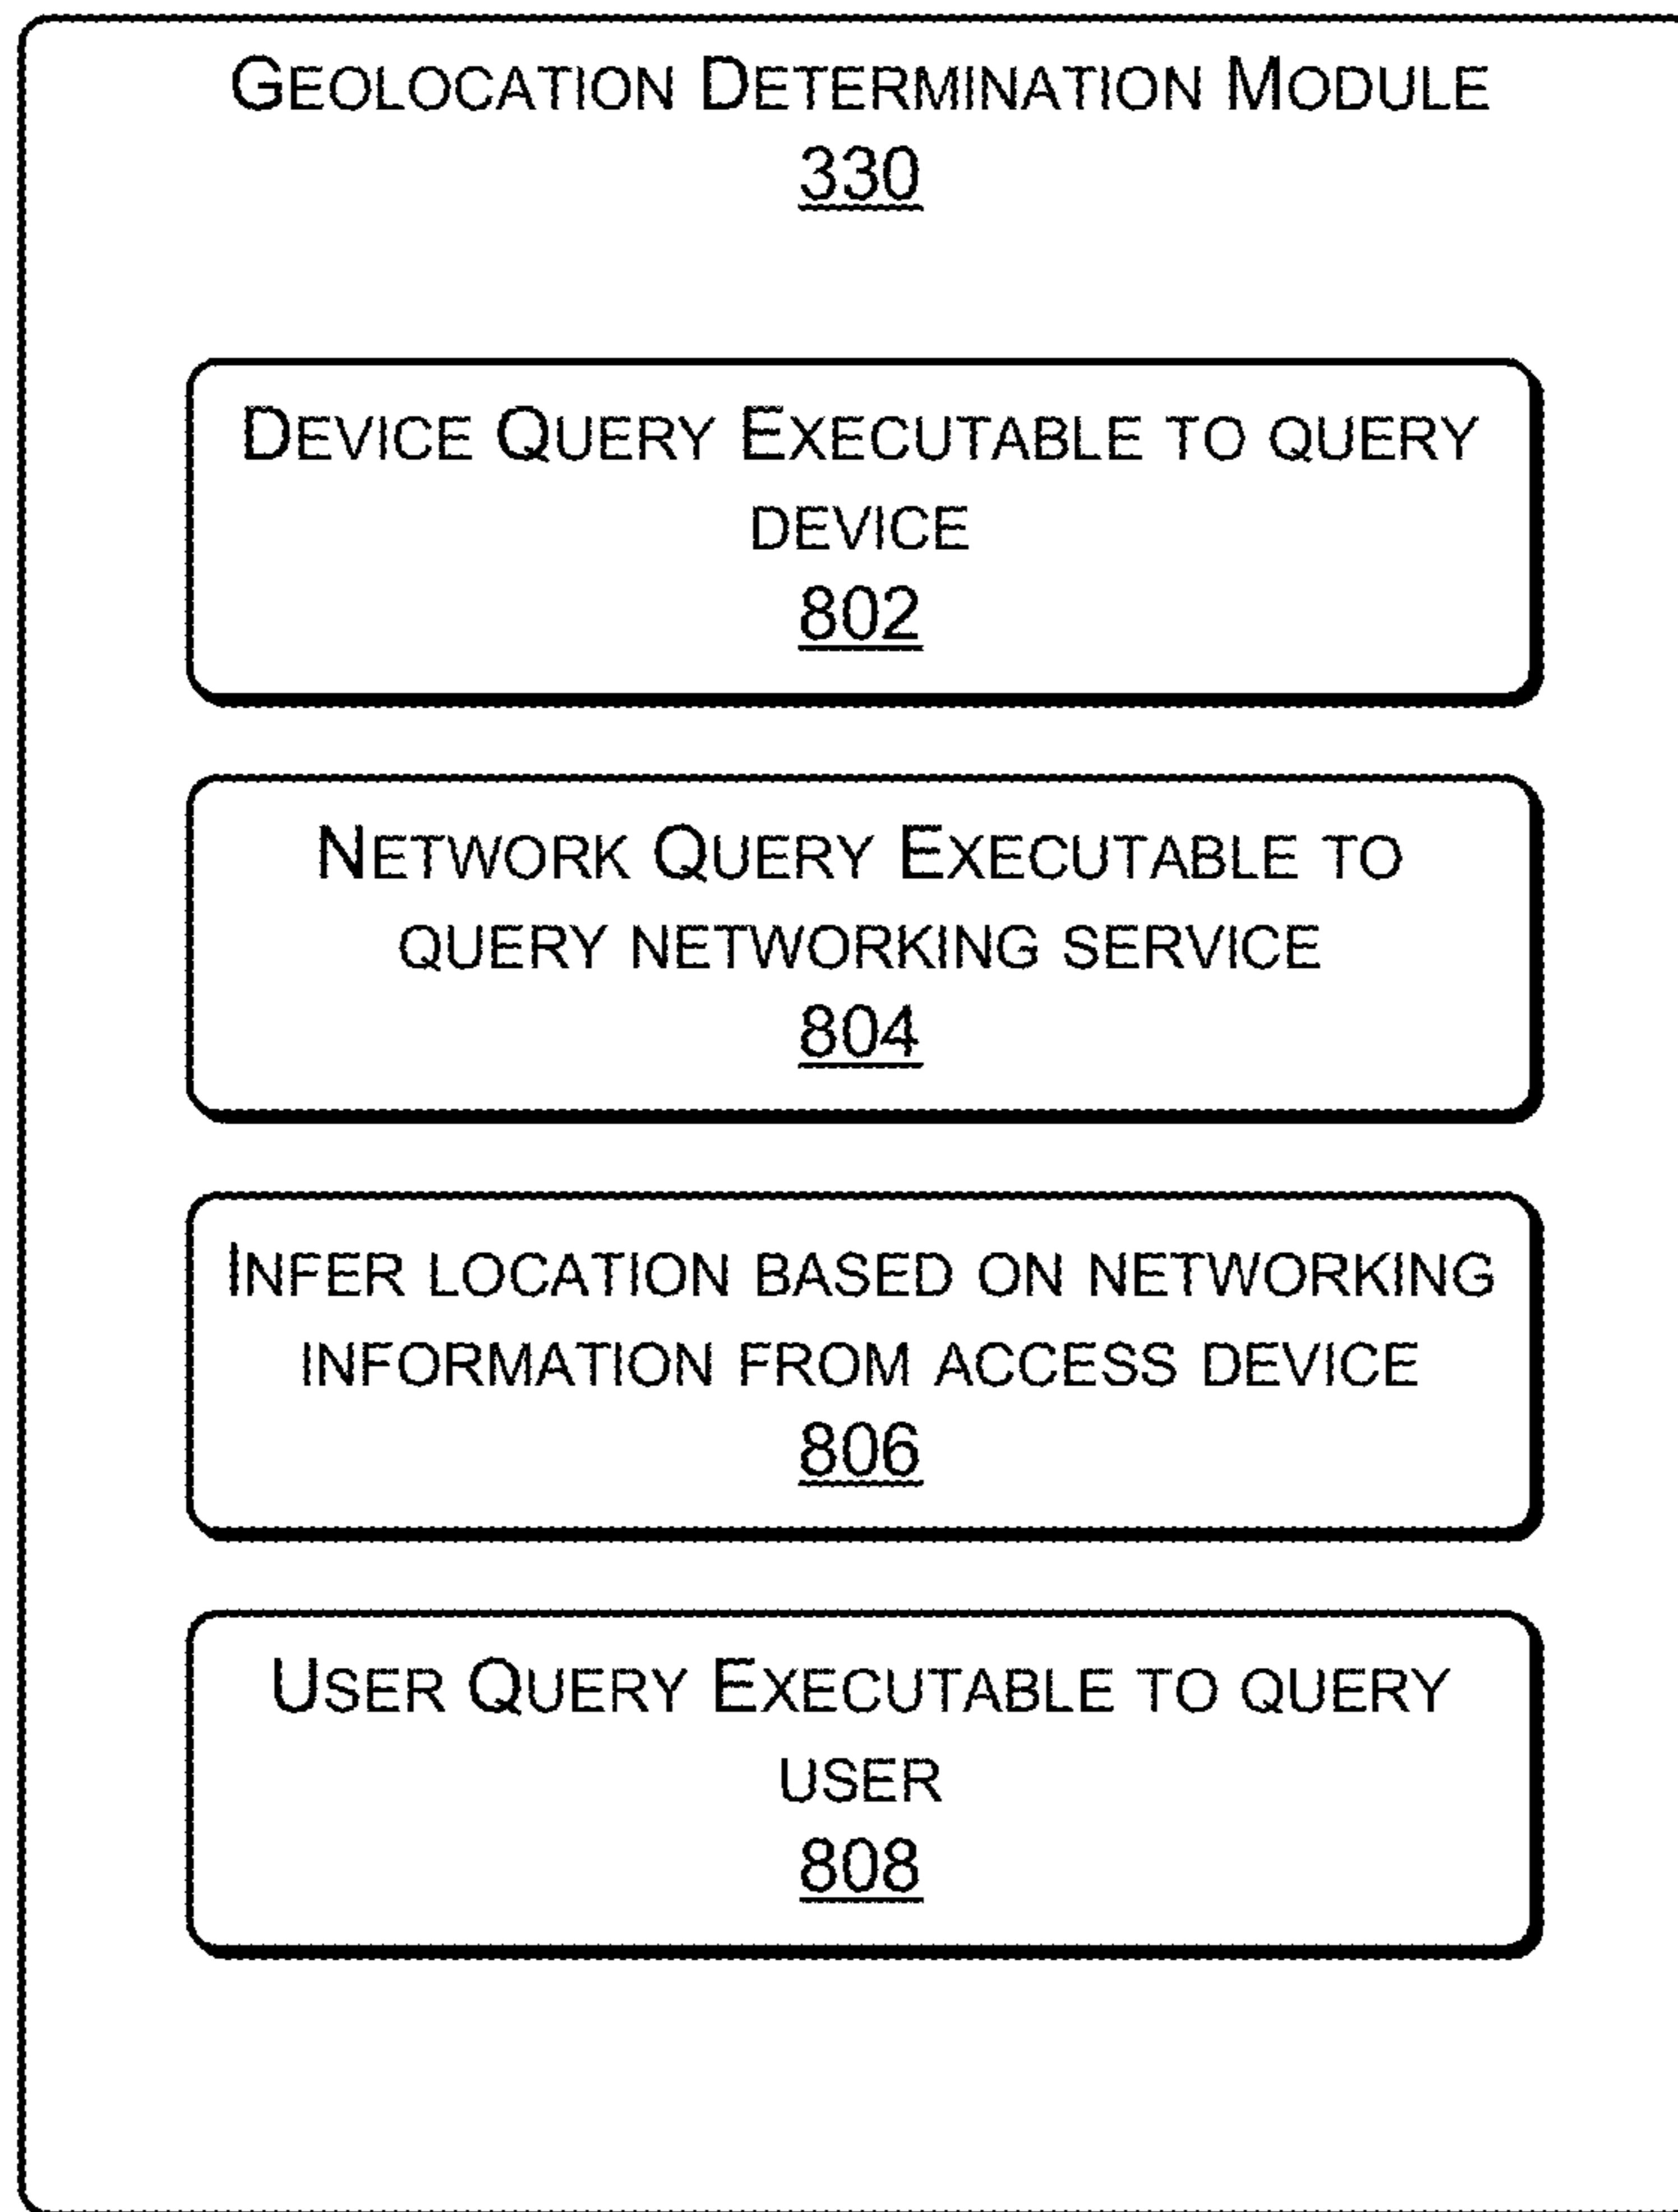 GEOLOCATION DETERMINATION MODULE
330
DEVICE QUERY EXECUTABLE TO QUERY
DEVICE
802
NETWORK QUERY EXECUTABLE TO
QUERY NETWORKING SERVICE
804
INFER LOCATION BASED ON NETWORKING
INFORMATION FROM ACCESS DEVICE
806
USER QUERY EXECUTABLE TO QUERY
USER
808